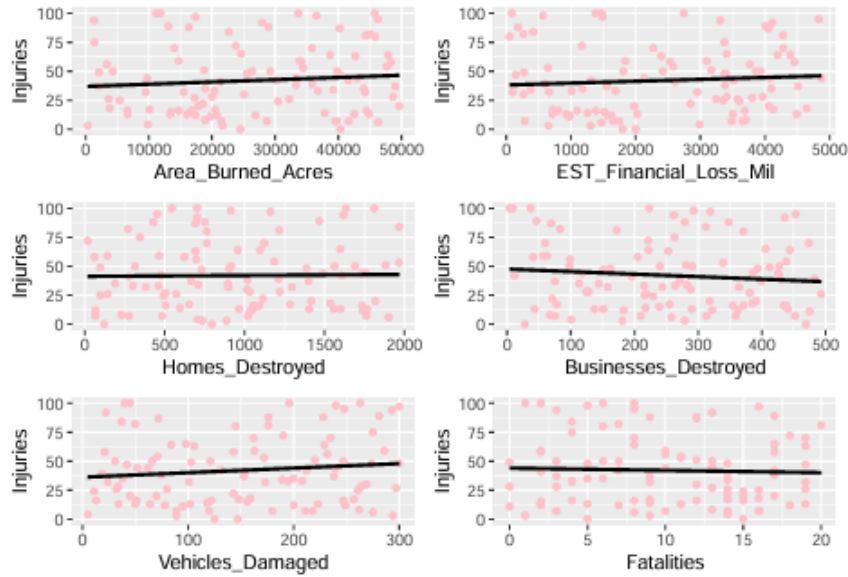 100
75
50
25
0
Injuries
0 10000 20000 30000 40000 50000
Area_Burned_Acres
100
75
50
25
0
Injuries
0 1000 2000 3000 4000 5000
EST_Financial_Loss_Mil
100
75
50
25
0
Injuries
0 500 1000 1500 2000
Homes_Destroyed
100
75
50
25
0
Injuries
0 100 200 300 400 500
Businesses_Destroyed
100
75
50
25
0
Injuries
0 100 200 300
Vehicles_Damaged
100
75
50
25
0
Injuries
0 5 10 15 20
Fatalities